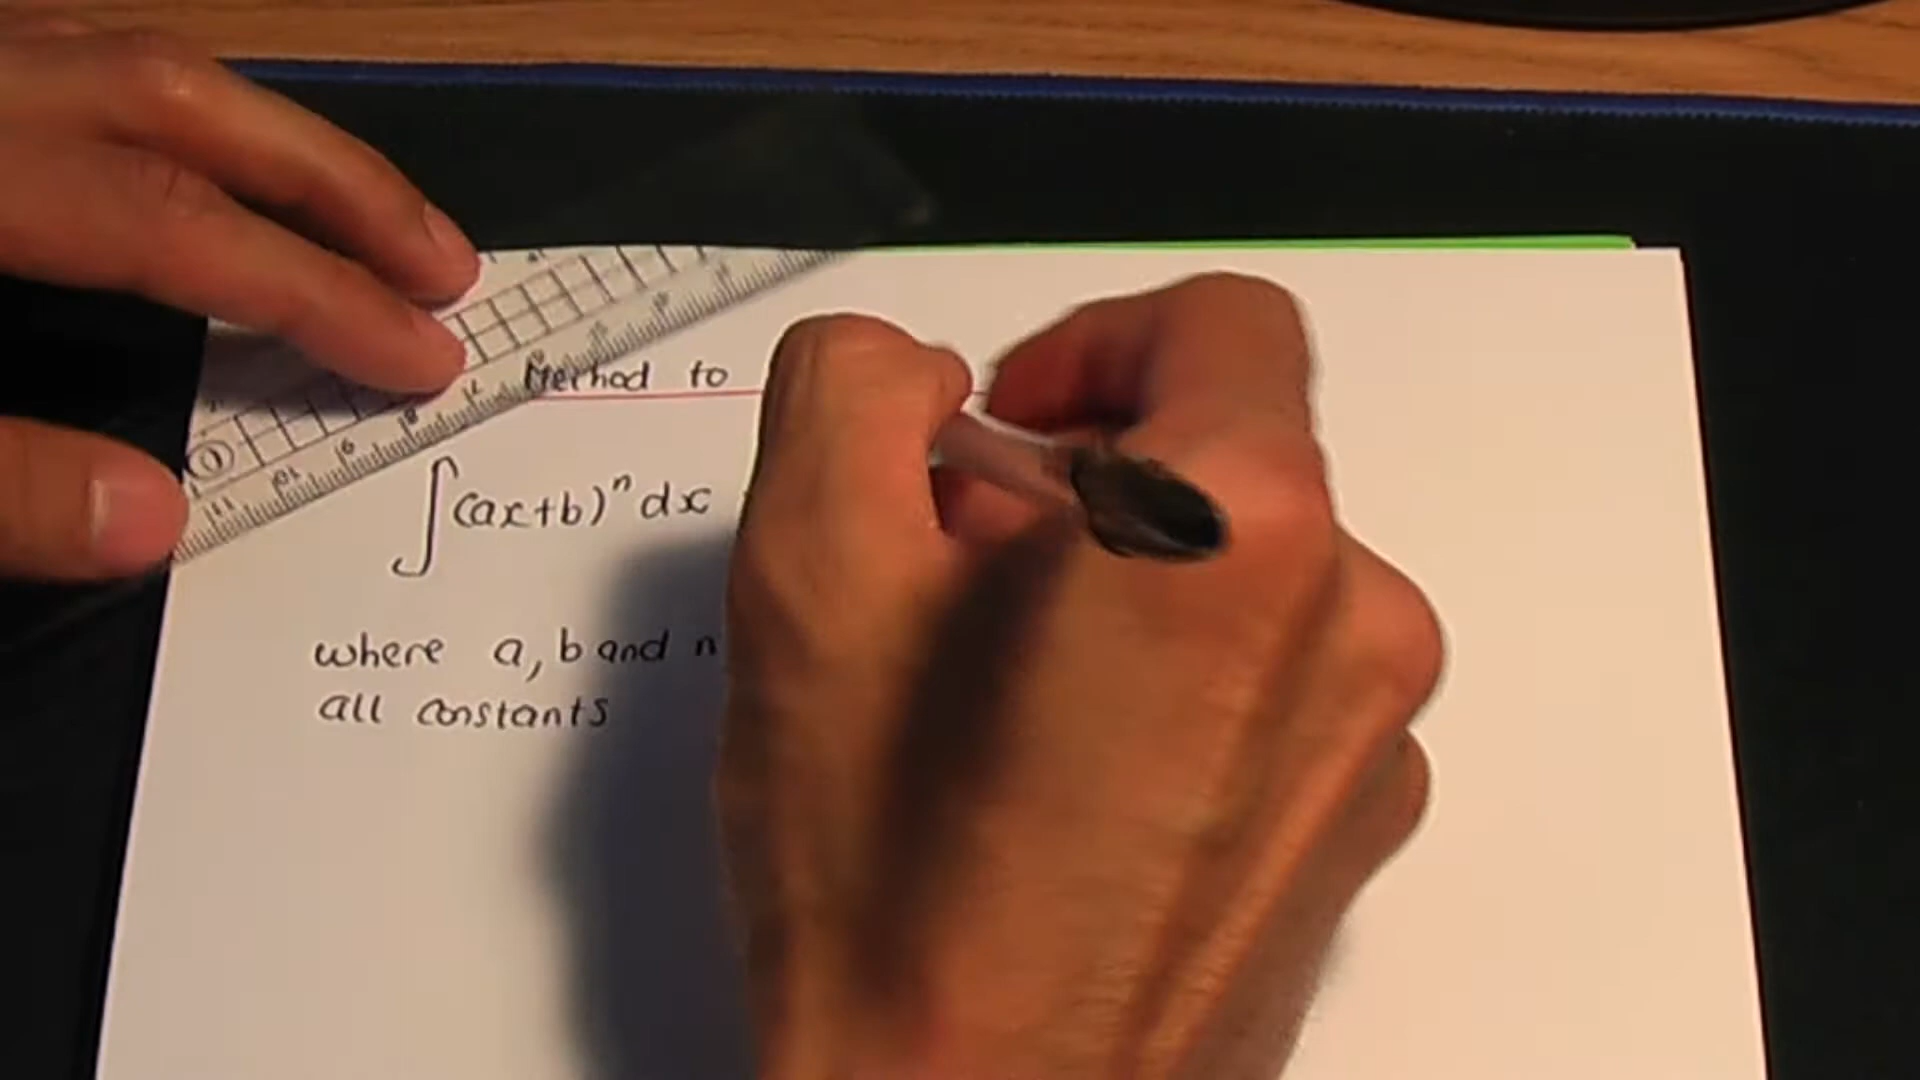 Method to
∫(ax+b)ⁿ dx
where a, b and n
all constants